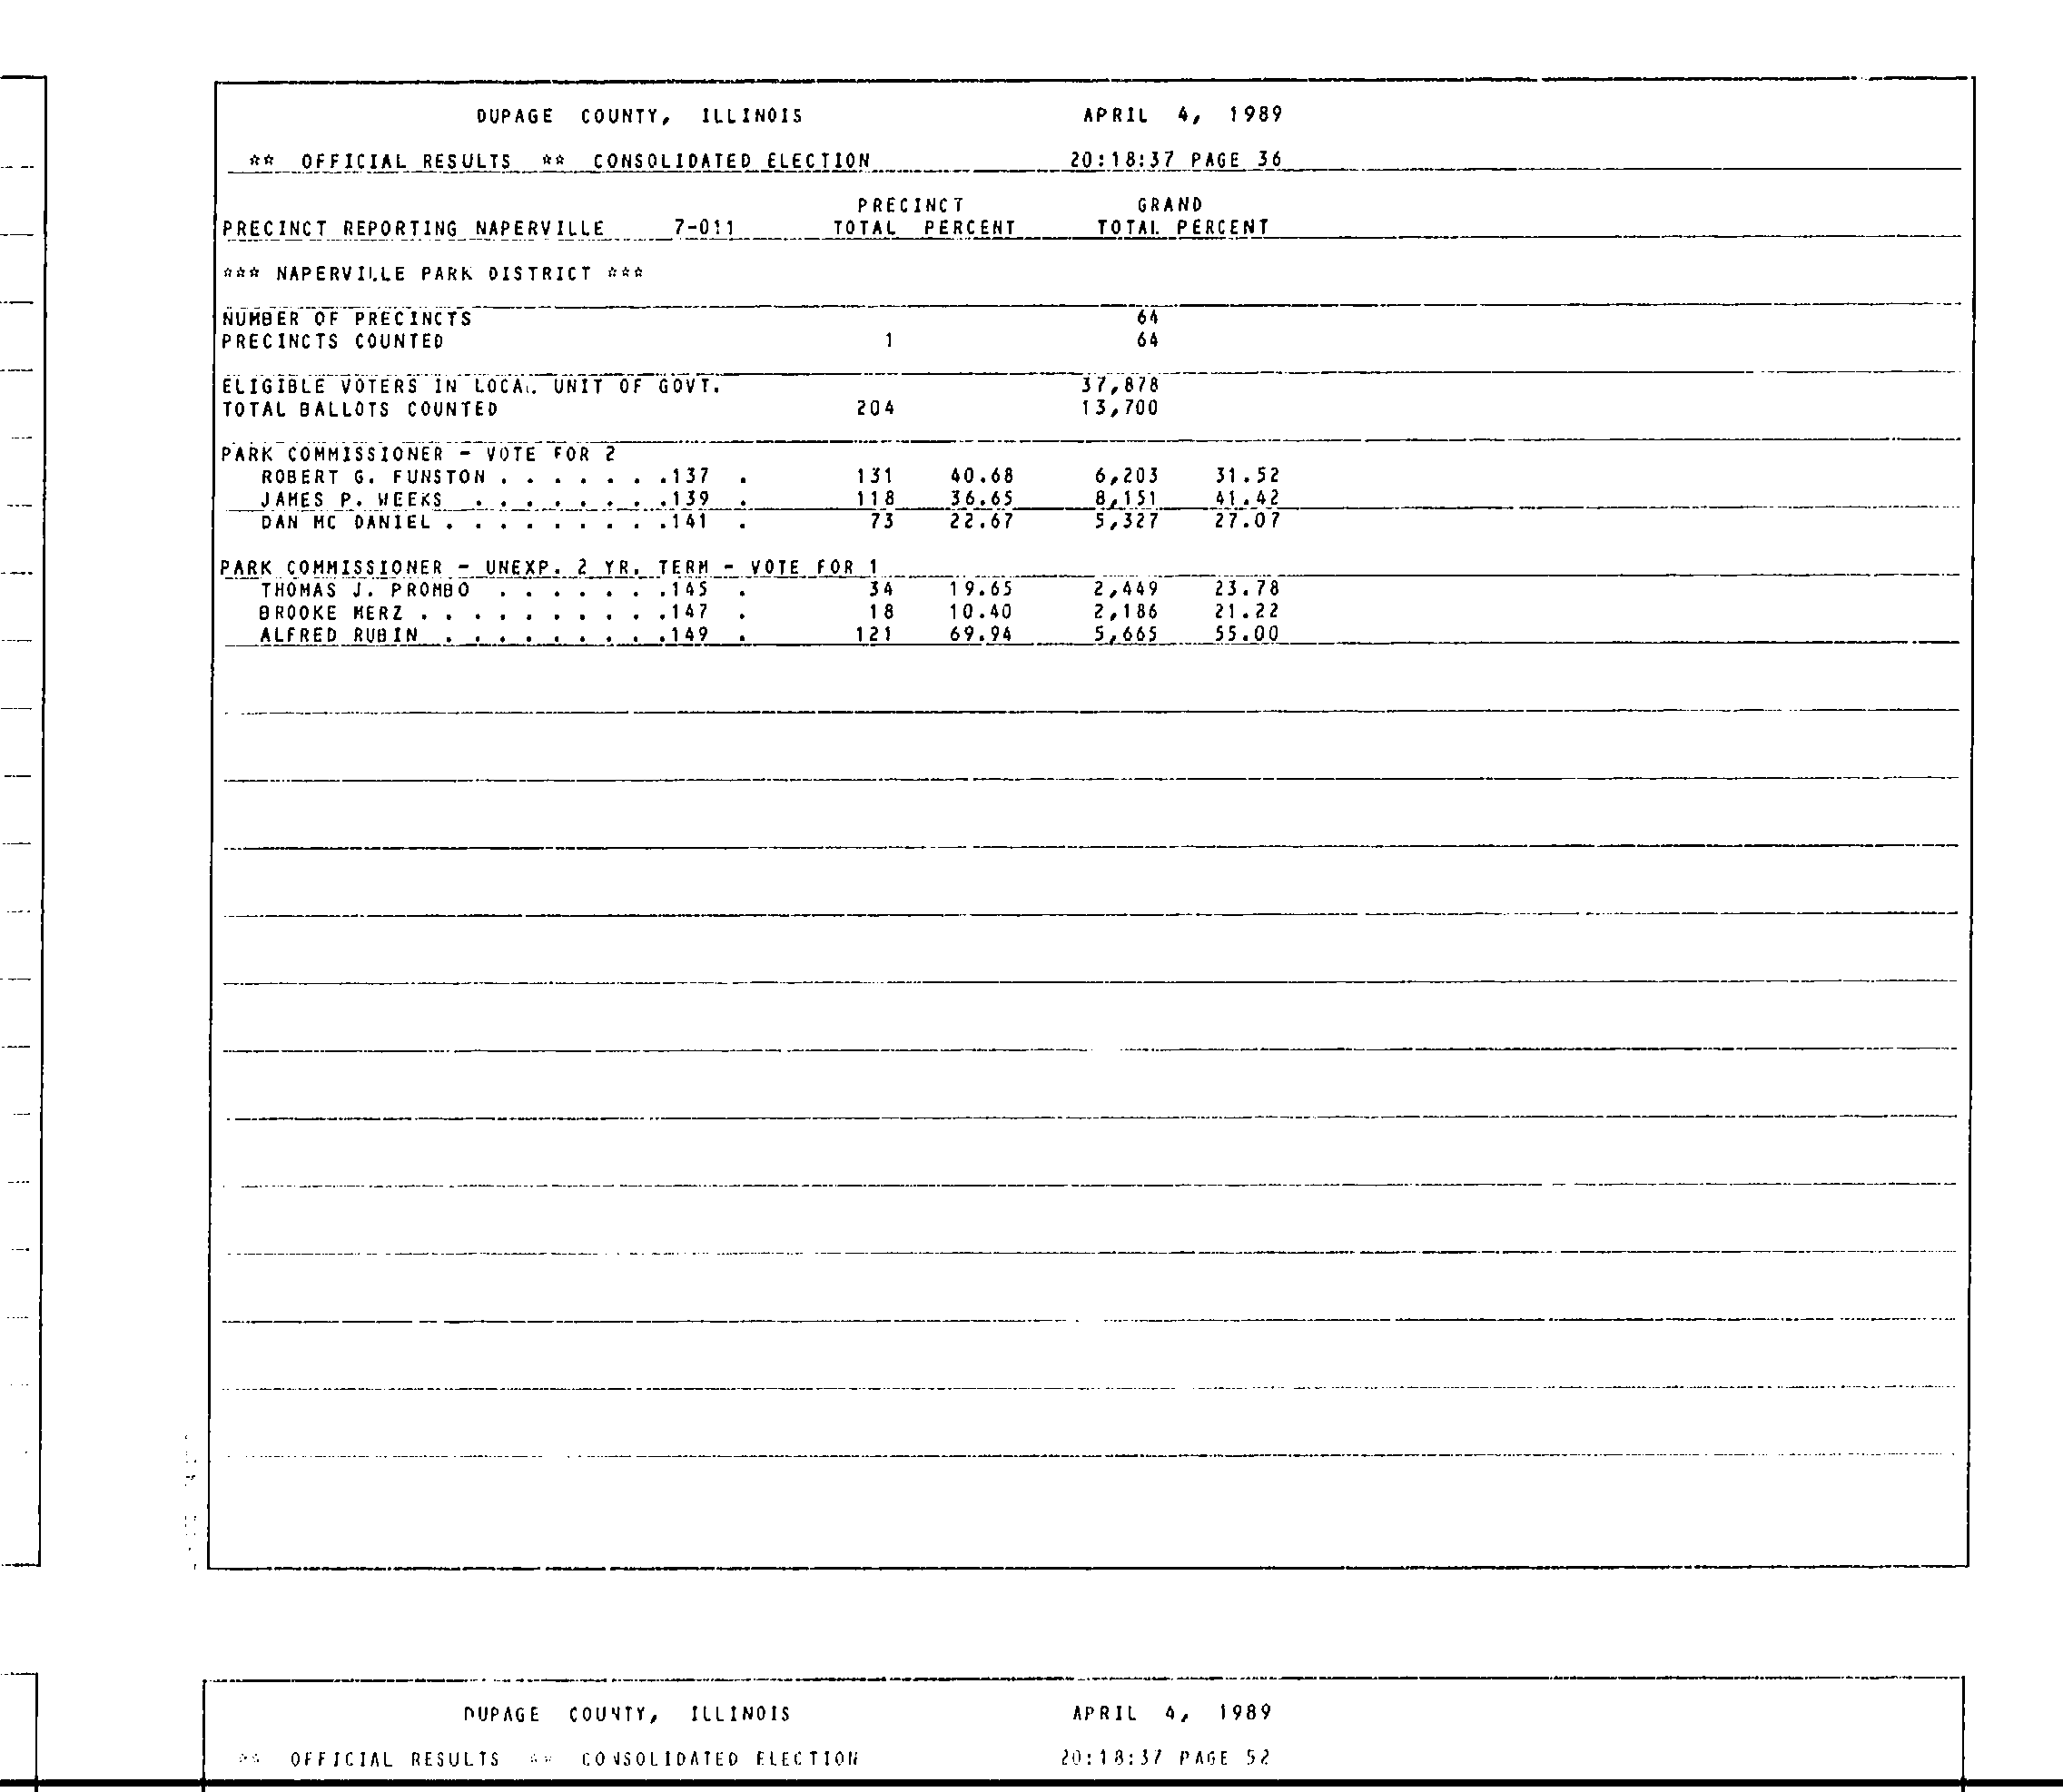 DUPAGE COUNTY, ILLINOIS APRIL 4, 1989
** OFFICIAL RESULTS ** CONSOLIDATED ELECTION 20:18:37 PAGE 36
PRECINCT GRAND
PRECINCT REPORTING NAPERVILLE 7-011 TOTAL PERCENT TOTAL PERCENT
*** NAPERVILLE PARK DISTRICT ***
NUMBER OF PRECINCTS 64
PRECINCTS COUNTED 1 64
ELIGIBLE VOTERS IN LOCAL UNIT OF GOVT. 37,878
TOTAL BALLOTS COUNTED 204 13,700
PARK COMMISSIONER - VOTE FOR 2
ROBERT G. FUNSTON . . . . . . .137 . 131 40.68 6,203 31.52
JAMES P. WEEKS . . . . . . . .139 . 118 36.65 8,151 41.42
DAN MC DANIEL . . . . . . . . .141 . 73 22.67 5,327 27.07
PARK COMMISSIONER - UNEXP. 2 YR. TERM - VOTE FOR 1
THOMAS J. PROMBO . . . . . . .145 . 34 19.65 2,449 23.78
BROOKE MERZ . . . . . . . . . .147 . 18 10.40 2,186 21.22
ALFRED RUBIN . . . . . . . . .149 . 121 69.94 5,665 55.00
DUPAGE COUNTY, ILLINOIS APRIL 4, 1989
** OFFICIAL RESULTS ** CONSOLIDATED ELECTION 20:18:37 PAGE 52